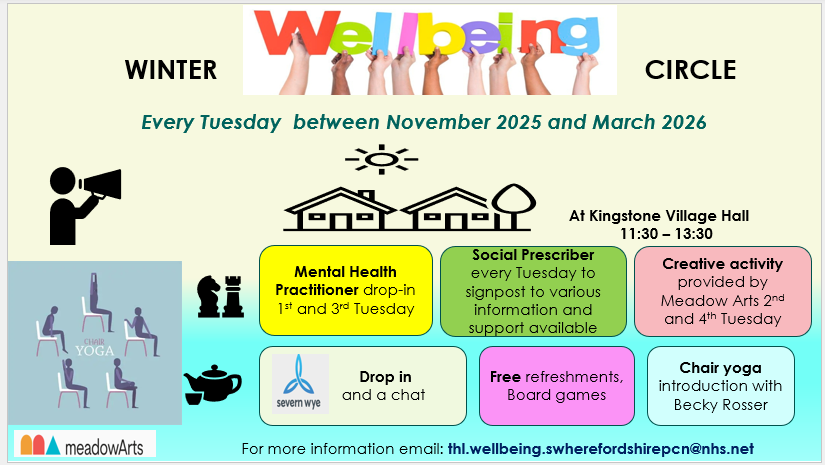 Wellbeing
WINTER
CIRCLE
Every Tuesday between November 2025 and March 2026
At Kingstone Village Hall
11:30 – 13:30
Mental Health
Practitioner drop-in
1st and 3rd Tuesday
Social Prescriber
every Tuesday to
signpost to various
information and
support available
Creative activity
provided by
Meadow Arts 2nd
and 4th Tuesday
CHAIR
YOGA
severn wye
Drop in
and a chat
Free refreshments,
Board games
Chair yoga
introduction with
Becky Rosser
meadowArts
For more information email: thl.wellbeing.swherefordshirepcn@nhs.net